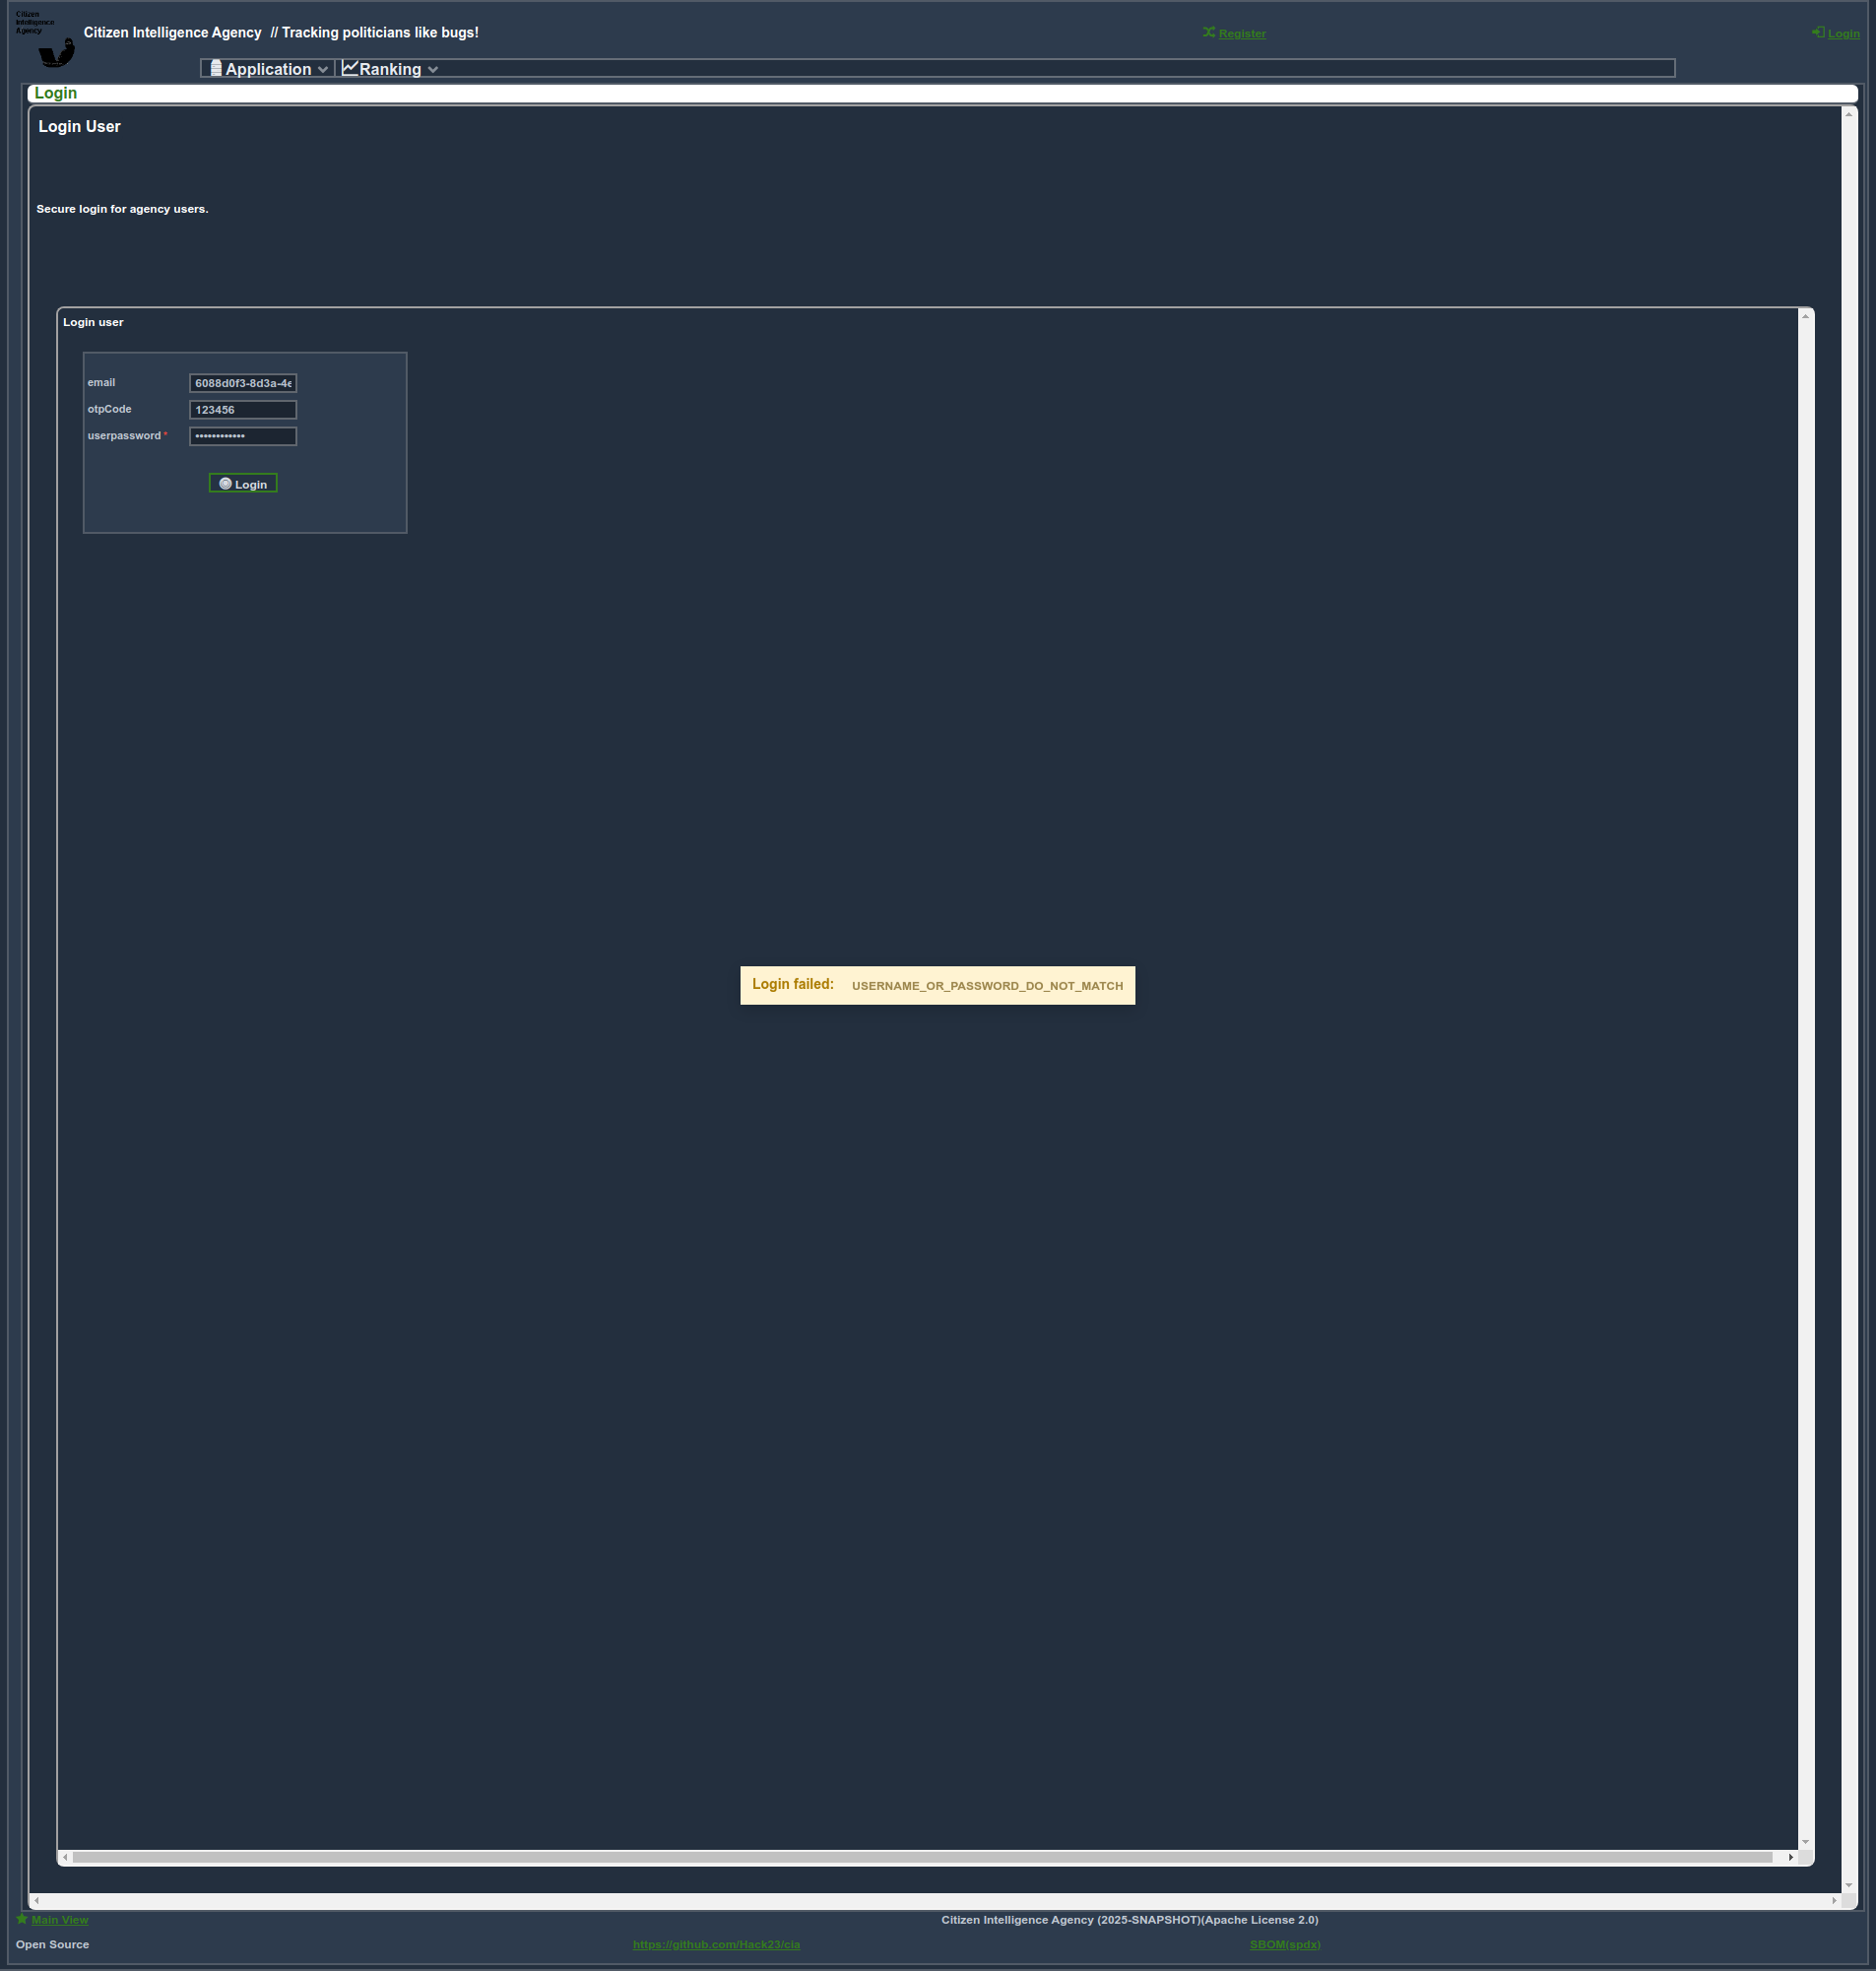 Citizen
Intelligence
Agency
Citizen Intelligence Agency // Tracking politicians like bugs!
Register
Login
Application
Ranking
Login
Login User
Secure login for agency users.
Login user
email 6088d0f3-8d3a-4e
otpCode 123456
userpassword * ••••••••••••
Login
Login failed: USERNAME_OR_PASSWORD_DO_NOT_MATCH
Main View
Citizen Intelligence Agency (2025-SNAPSHOT)(Apache License 2.0)
Open Source
https://github.com/Hack23/cia
SBOM(spdx)